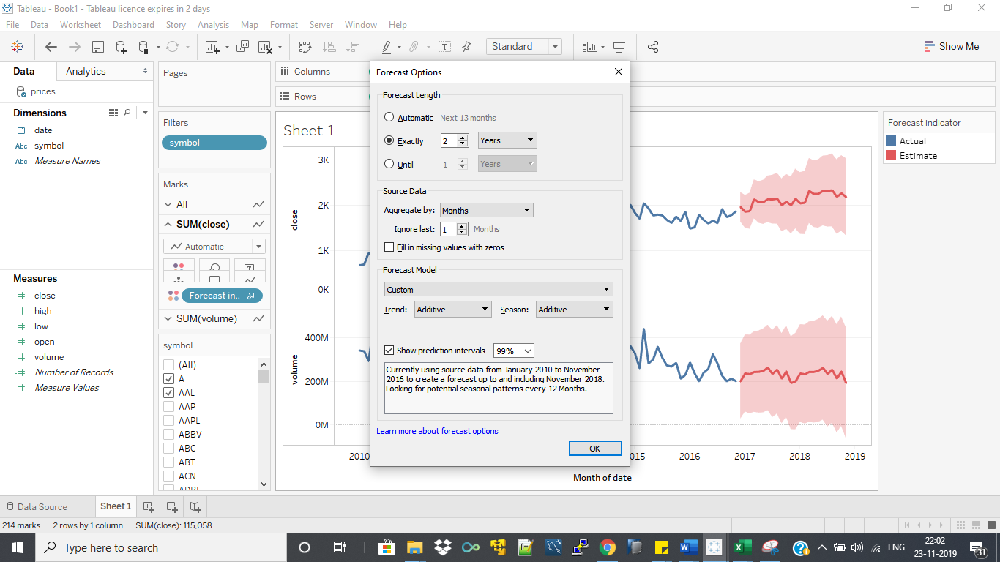 Tableau - Book1 - Tableau licence expires in 2 days
File Data Worksheet Dashboard Story Analysis Map Format Server Window Help
Standard
Show Me
Data Analytics
prices
Dimensions
date
Abc symbol
Abc Measure Names
Measures
close
high
low
open
volume
Number of Records
Measure Values
Pages
Filters
symbol
Marks
All
SUM(close)
Automatic
Forecast in..
SUM(volume)
symbol
(All)
A
AAL
AAP
AAPL
ABBV
ABC
ABT
ACN
Columns
Rows
Sheet 1
3K
2K
1K
0K
close
400M
200M
0M
volume
2010
2016 2017 2018 2019
Month of date
Forecast Options
Forecast Length
Automatic Next 13 months
Exactly 2 Years
Until 1 Years
Source Data
Aggregate by: Months
Ignore last: 1 Months
Fill in missing values with zeros
Forecast Model
Custom
Trend: Additive Season: Additive
Show prediction intervals 99%
Currently using source data from January 2010 to November
2016 to create a forecast up to and including November 2018.
Looking for potential seasonal patterns every 12 Months.
Learn more about forecast options
OK
Forecast indicator
Actual
Estimate
Data Source Sheet 1
214 marks 2 rows by 1 column SUM(close): 115,058
Type here to search
ENG
22:02
23-11-2019
31